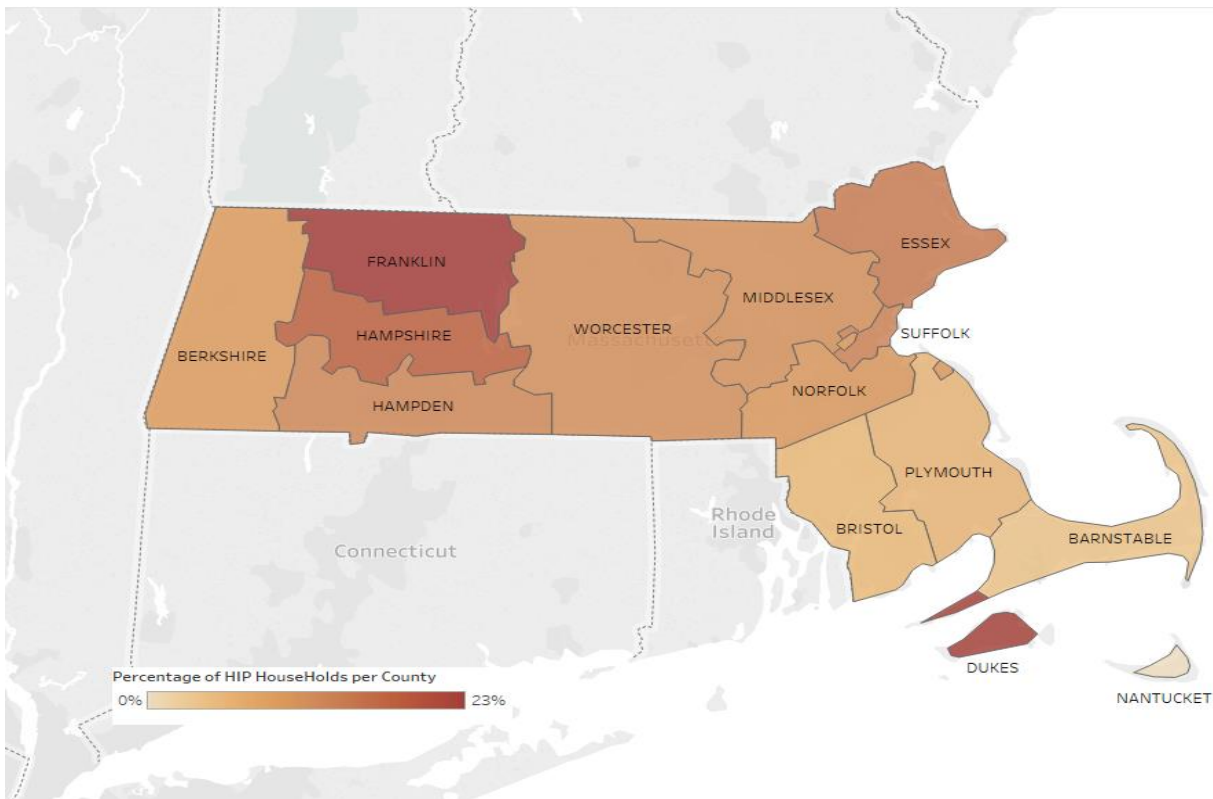 ESSEX
FRANKLIN
MIDDLESEX
SUFFOLK
HAMPSHIRE
WORCESTER
Massachusetts
BERKSHIRE
NORFOLK
HAMPDEN
PLYMOUTH
Rhode
Island
BRISTOL
BARNSTABLE
Connecticut
DUKES
NANTUCKET
Percentage of HIP HouseHolds per County
0%
23%